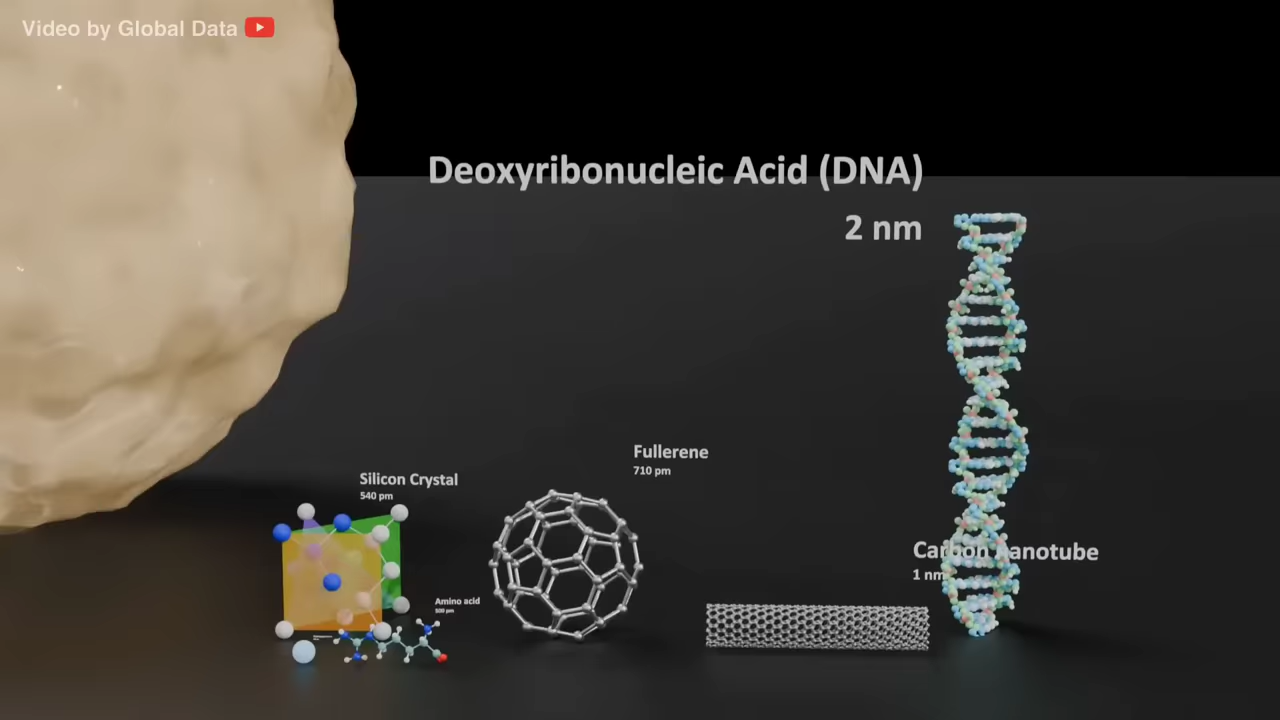 Video by Global Data
Deoxyribonucleic Acid (DNA)
2 nm
Fullerene
710 pm
Silicon Crystal
540 pm
Carbon Nanotube
1 nm
Amino acid